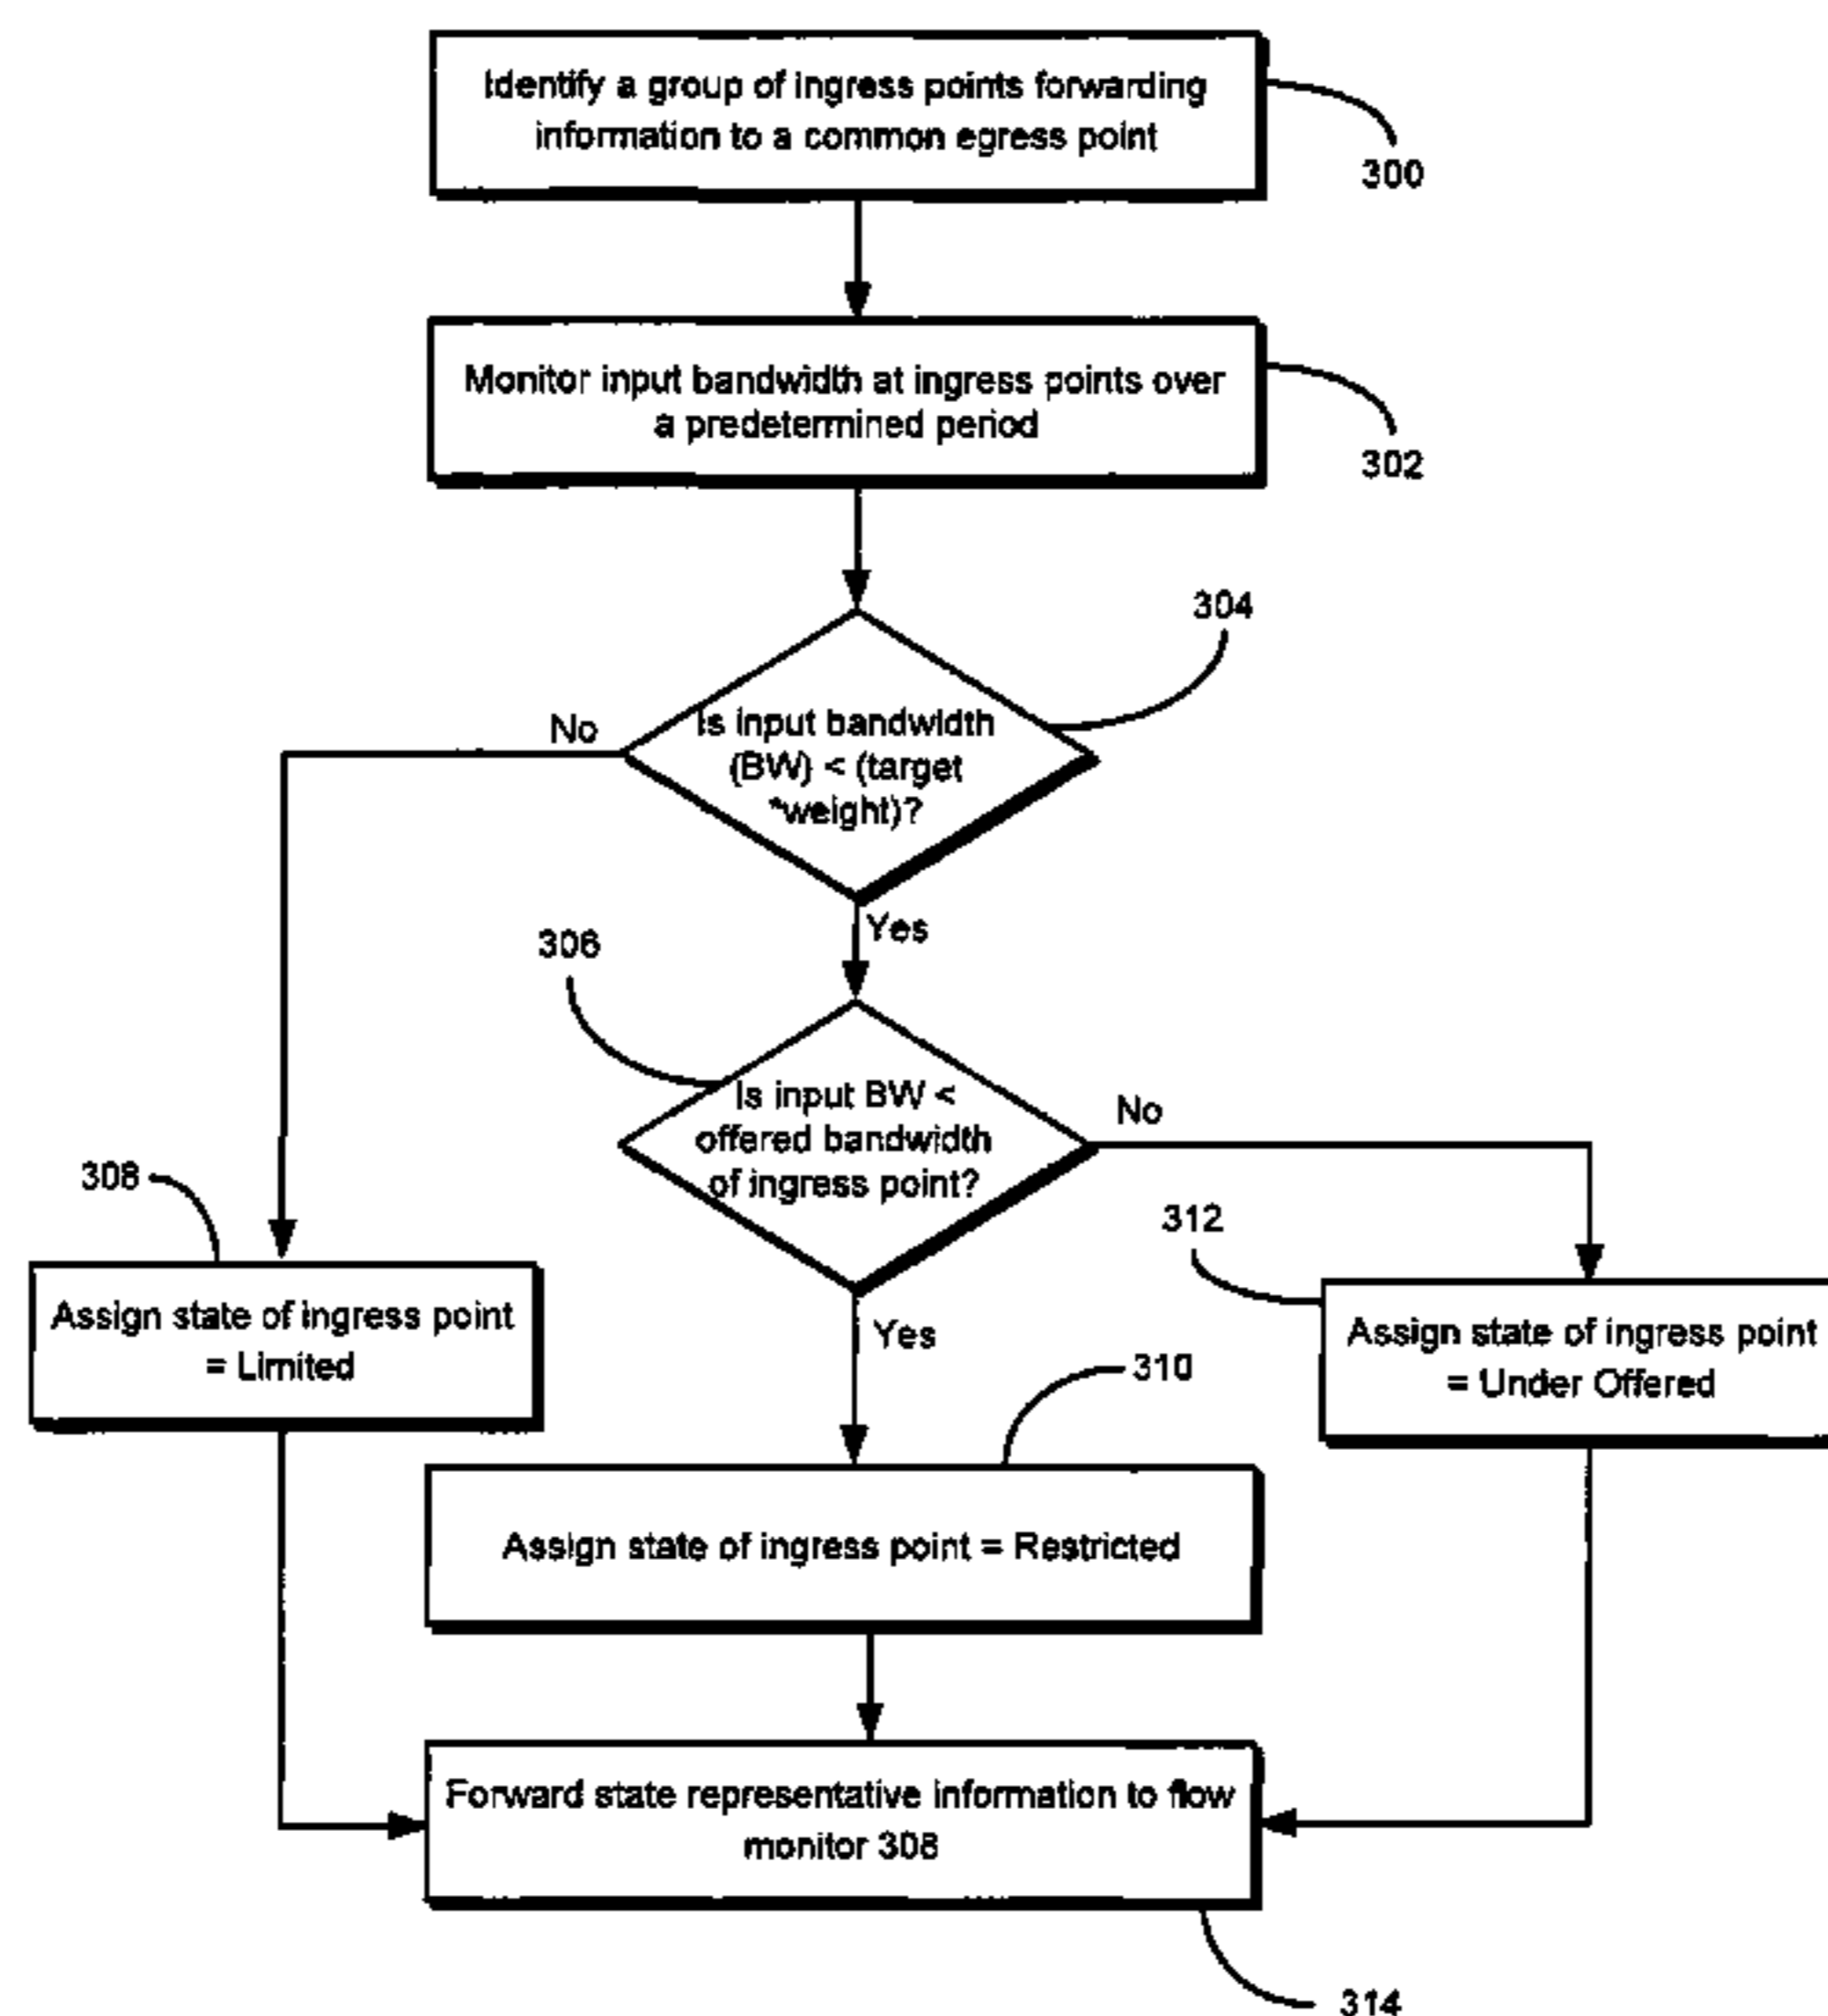 Identify a group of ingress points forwarding
information to a common egress point
300
Monitor input bandwidth at ingress points over
a predetermined period
302
304
Is input bandwidth
(BW) < (target
*weight)?
No
Yes
306
Is input BW <
offered bandwidth
of ingress point?
No
Yes
308
Assign state of ingress point
= Limited
312
Assign state of ingress point
= Under Offered
310
Assign state of ingress point = Restricted
Forward state representative information to flow
monitor 308
314